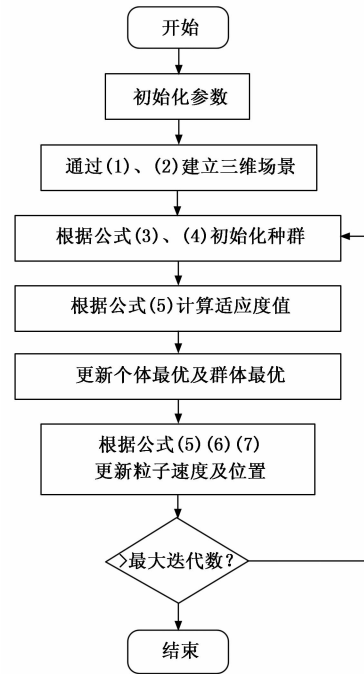 开始
初始化参数
通过(1)、(2)建立三维场景
根据公式(3)、(4)初始化种群
根据公式(5)计算适应度值
更新个体最优及群体最优
根据公式(5)(6)(7)
更新粒子速度及位置
>最大迭代数?
结束